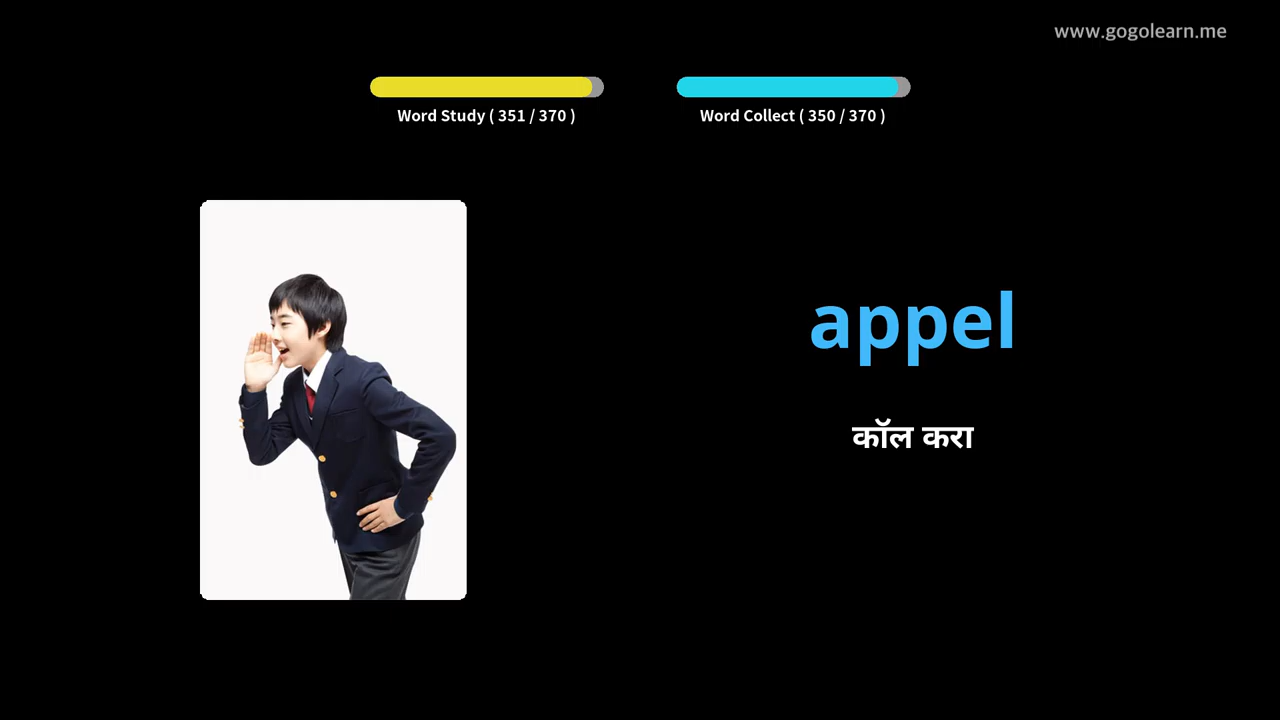 www.gogolearn.me
Word Study ( 351 / 370 )
Word Collect ( 350 / 370 )
appel
कॉल करा